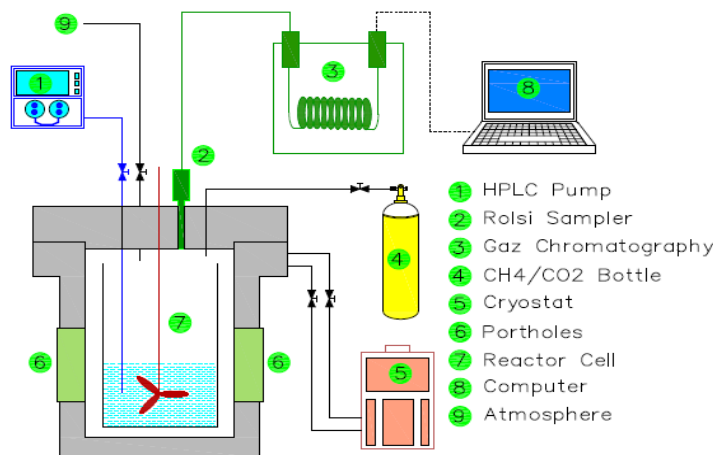 9
1
3
8
2
4
7
6
6
5
1 HPLC Pump
2 Rolsi Sampler
3 Gaz Chromatography
4 CH4/CO2 Bottle
5 Cryostat
6 Portholes
7 Reactor Cell
8 Computer
9 Atmosphere